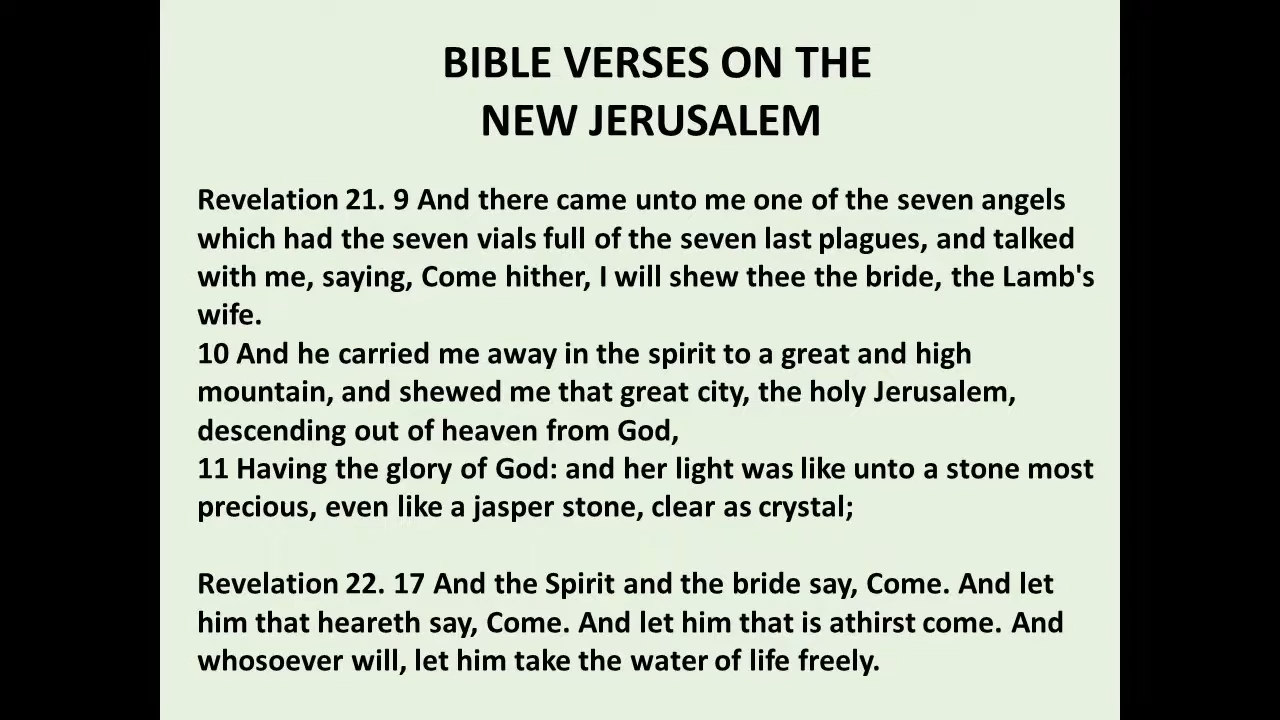 BIBLE VERSES ON THE
NEW JERUSALEM
Revelation 21. 9 And there came unto me one of the seven angels
which had the seven vials full of the seven last plagues, and talked
with me, saying, Come hither, I will shew thee the bride, the Lamb's
wife.
10 And he carried me away in the spirit to a great and high
mountain, and shewed me that great city, the holy Jerusalem,
descending out of heaven from God,
11 Having the glory of God: and her light was like unto a stone most
precious, even like a jasper stone, clear as crystal;
Revelation 22. 17 And the Spirit and the bride say, Come. And let
him that heareth say, Come. And let him that is athirst come. And
whosoever will, let him take the water of life freely.